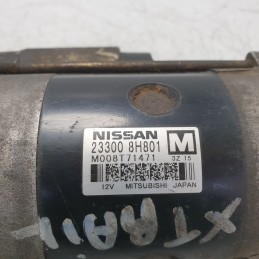 NISSAN
23300 8H801 M
M008T71471 3Z 15
12V MITSUBISHI JAPAN
XTRAIL